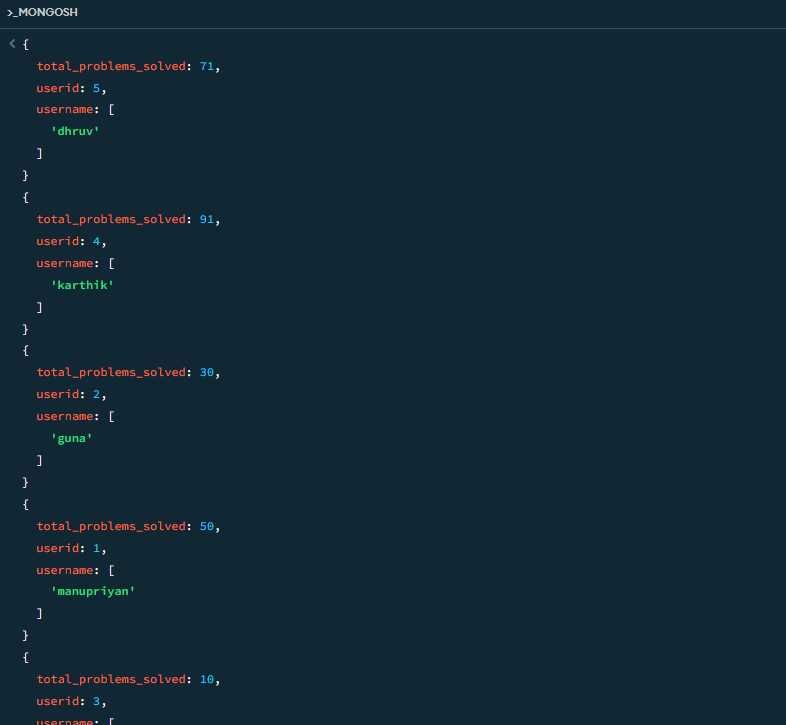 >_MONGOSH
< {
total_problems_solved: 71,
userid: 5,
username: [
'dhruv'
]
}
{
total_problems_solved: 91,
userid: 4,
username: [
'karthik'
]
}
{
total_problems_solved: 30,
userid: 2,
username: [
'guna'
]
}
{
total_problems_solved: 50,
userid: 1,
username: [
'manupriyan'
]
}
{
total_problems_solved: 10,
userid: 3,
username: [